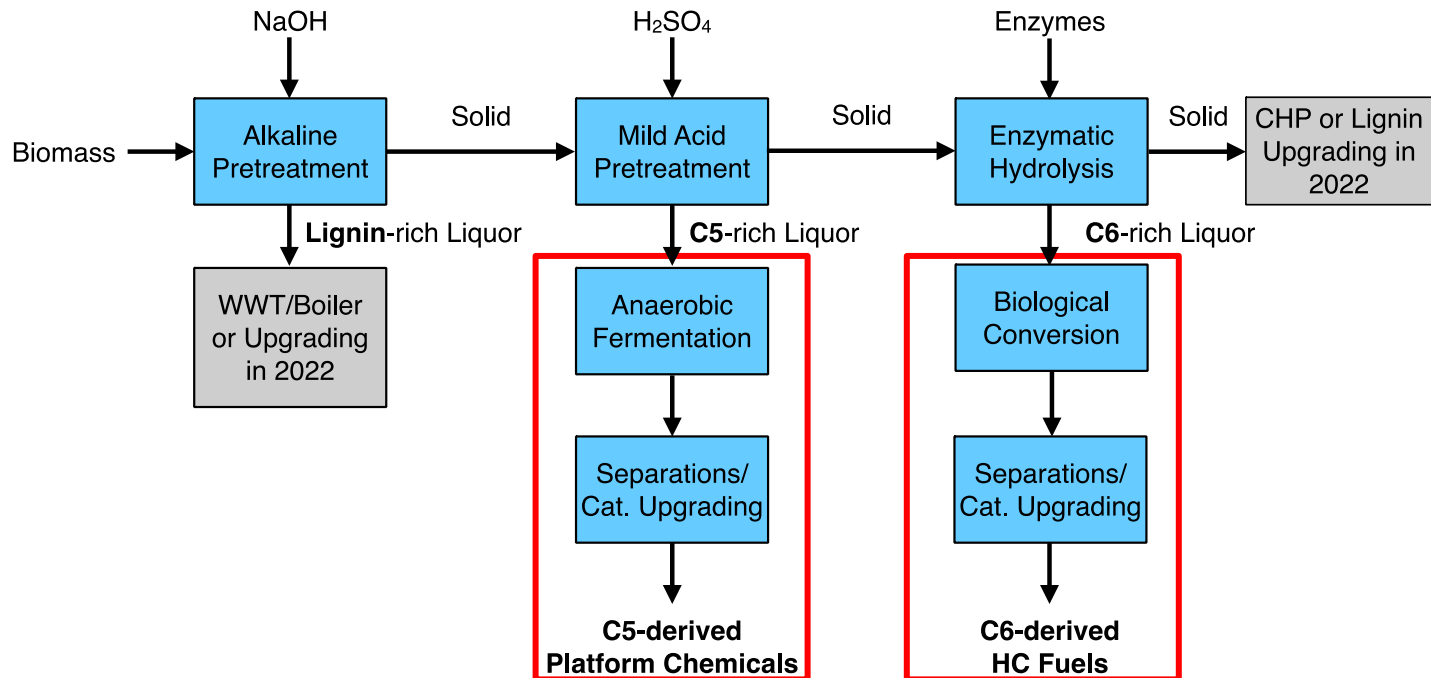 NaOH
H₂SO₄
Enzymes
Biomass
Alkaline
Pretreatment
Solid
Mild Acid
Pretreatment
Solid
Enzymatic
Hydrolysis
Solid
CHP or Lignin
Upgrading in
2022
Lignin-rich Liquor
C5-rich Liquor
C6-rich Liquor
WWT/Boiler
or Upgrading
in 2022
Anaerobic
Fermentation
Biological
Conversion
Separations/
Cat. Upgrading
Separations/
Cat. Upgrading
C5-derived
Platform Chemicals
C6-derived
HC Fuels